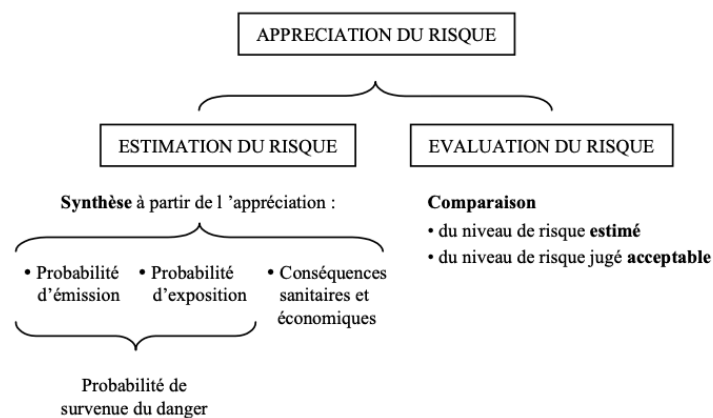 APPRECIATION DU RISQUE
ESTIMATION DU RISQUE
EVALUATION DU RISQUE
Synthèse à partir de l ’appréciation :
• Probabilité
d’émission
• Probabilité
d’exposition
• Conséquences
sanitaires et
économiques
Probabilité de
survenue du danger
Comparaison
• du niveau de risque estimé
• du niveau de risque jugé acceptable